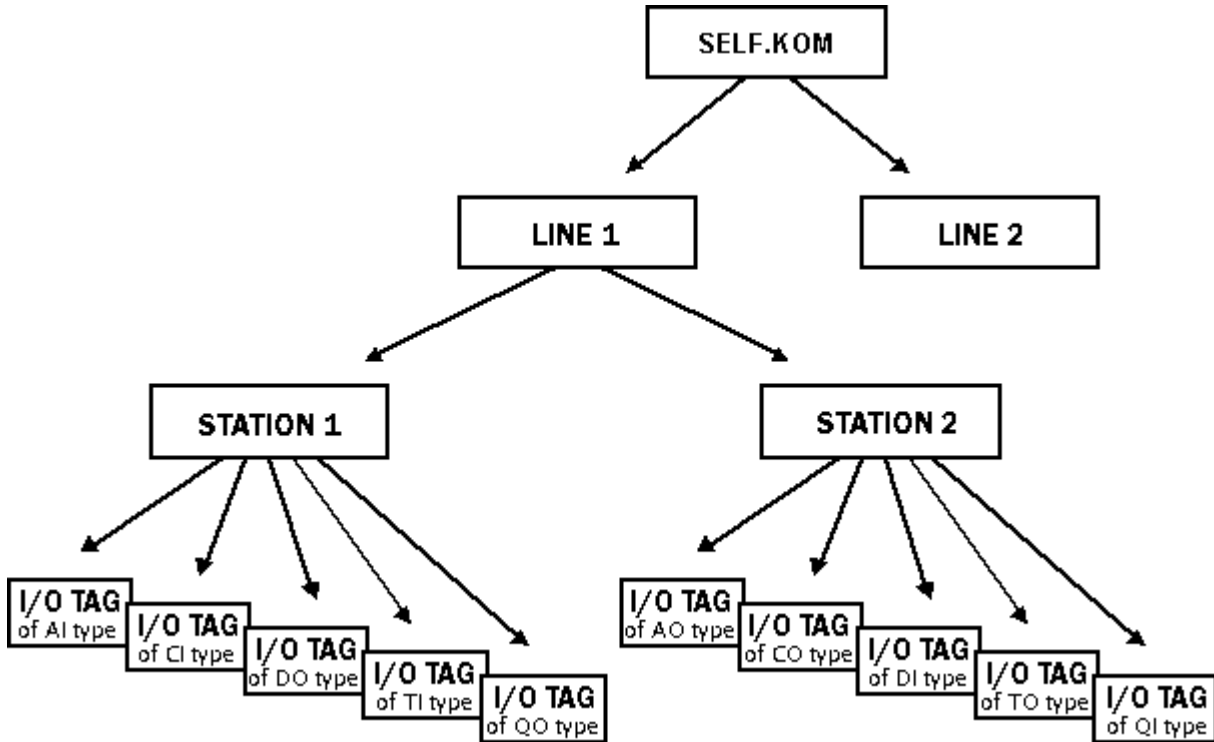 SELF.KOM
LINE 1
LINE 2
STATION 1
STATION 2
I/O TAG
of AI type
I/O TAG
of CI type
I/O TAG
of DO type
I/O TAG
of TI type
I/O TAG
of QO type
I/O TAG
of AO type
I/O TAG
of CO type
I/O TAG
of DI type
I/O TAG
of TO type
I/O TAG
of QI type